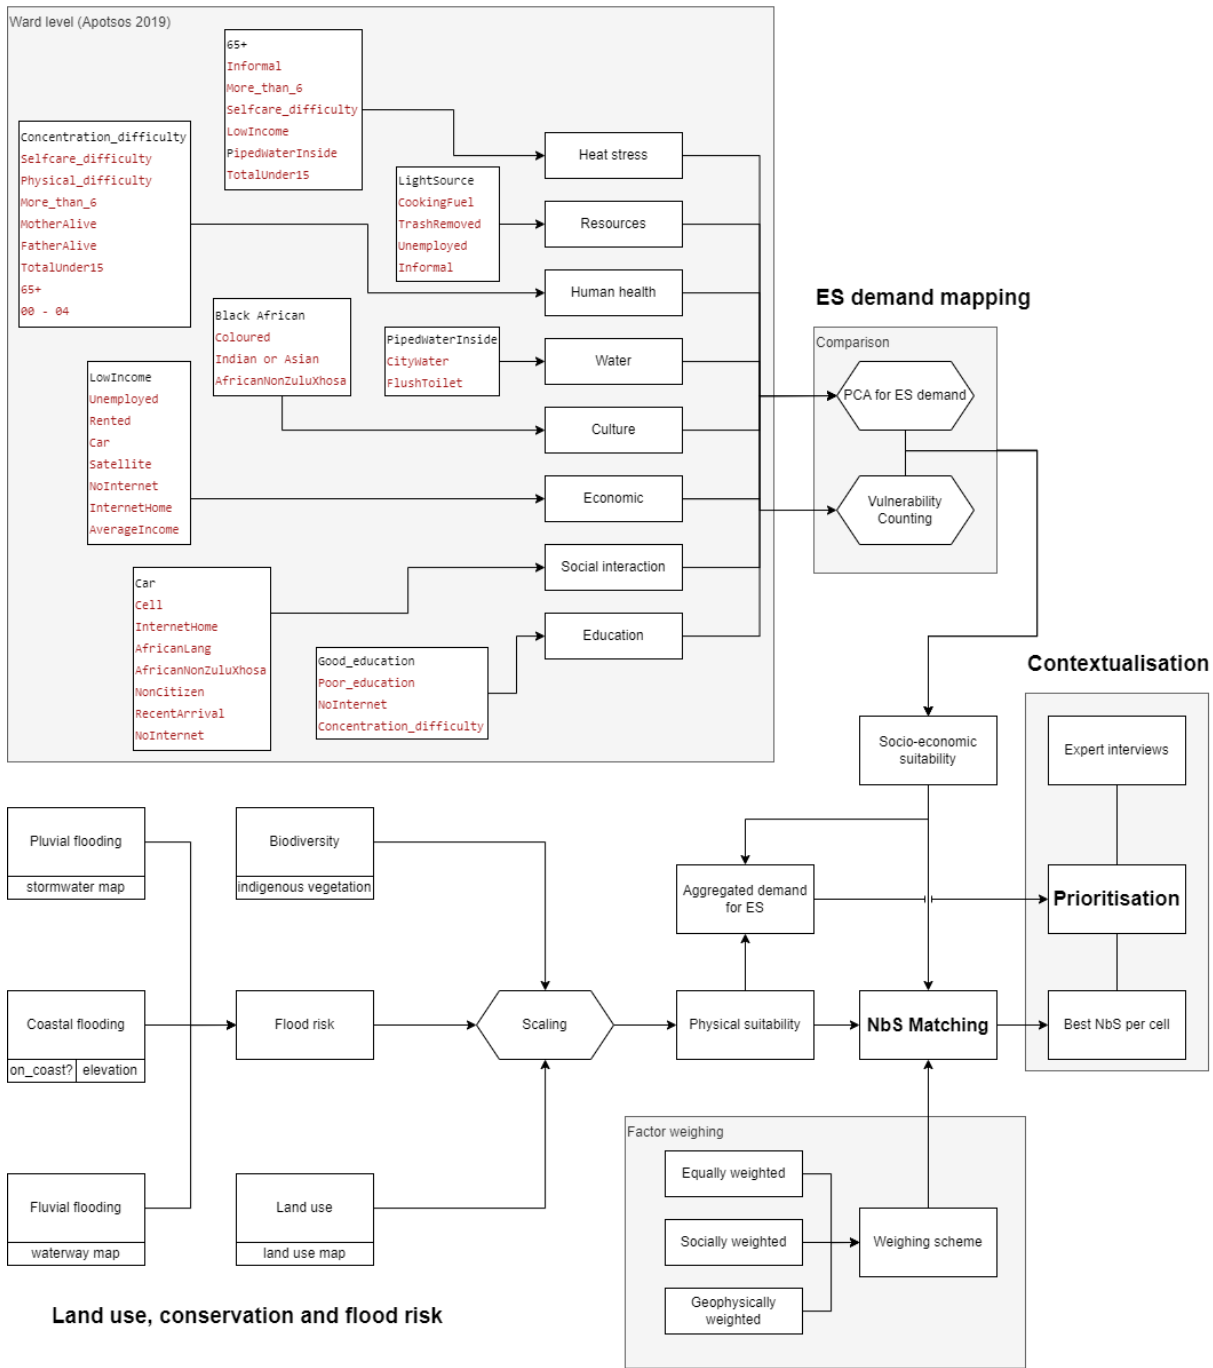 Ward level (Apotsos 2019)
65+
Informal
More_than_6
Selfcare_difficulty
LowIncome
PipedWaterInside
TotalUnder15
Concentration_difficulty
Selfcare_difficulty
Physical_difficulty
More_than_6
MotherAlive
FatherAlive
TotalUnder15
65+
00 - 04
LightSource
CookingFuel
TrashRemoved
Unemployed
Informal
Black African
Coloured
Indian or Asian
AfricanNonZuluXhosa
PipedWaterInside
CityWater
FlushToilet
LowIncome
Unemployed
Rented
Car
Satellite
NoInternet
InternetHome
AverageIncome
Car
Cell
InternetHome
AfricanLang
AfricanNonZuluXhosa
NonCitizen
RecentArrival
NoInternet
Good_education
Poor_education
NoInternet
Concentration_difficulty
Heat stress
Resources
Human health
Water
Culture
Economic
Social interaction
Education
ES demand mapping
Comparison
PCA for ES demand
Vulnerability
Counting
Contextualisation
Socio-economic
suitability
Expert interviews
Pluvial flooding
stormwater map
Biodiversity
indigenous vegetation
Aggregated demand
for ES
Prioritisation
Coastal flooding
on_coast?
elevation
Flood risk
Scaling
Physical suitability
NbS Matching
Best NbS per cell
Fluvial flooding
waterway map
Land use
land use map
Factor weighing
Equally weighted
Socially weighted
Geophysically
weighted
Weighing scheme
Land use, conservation and flood risk